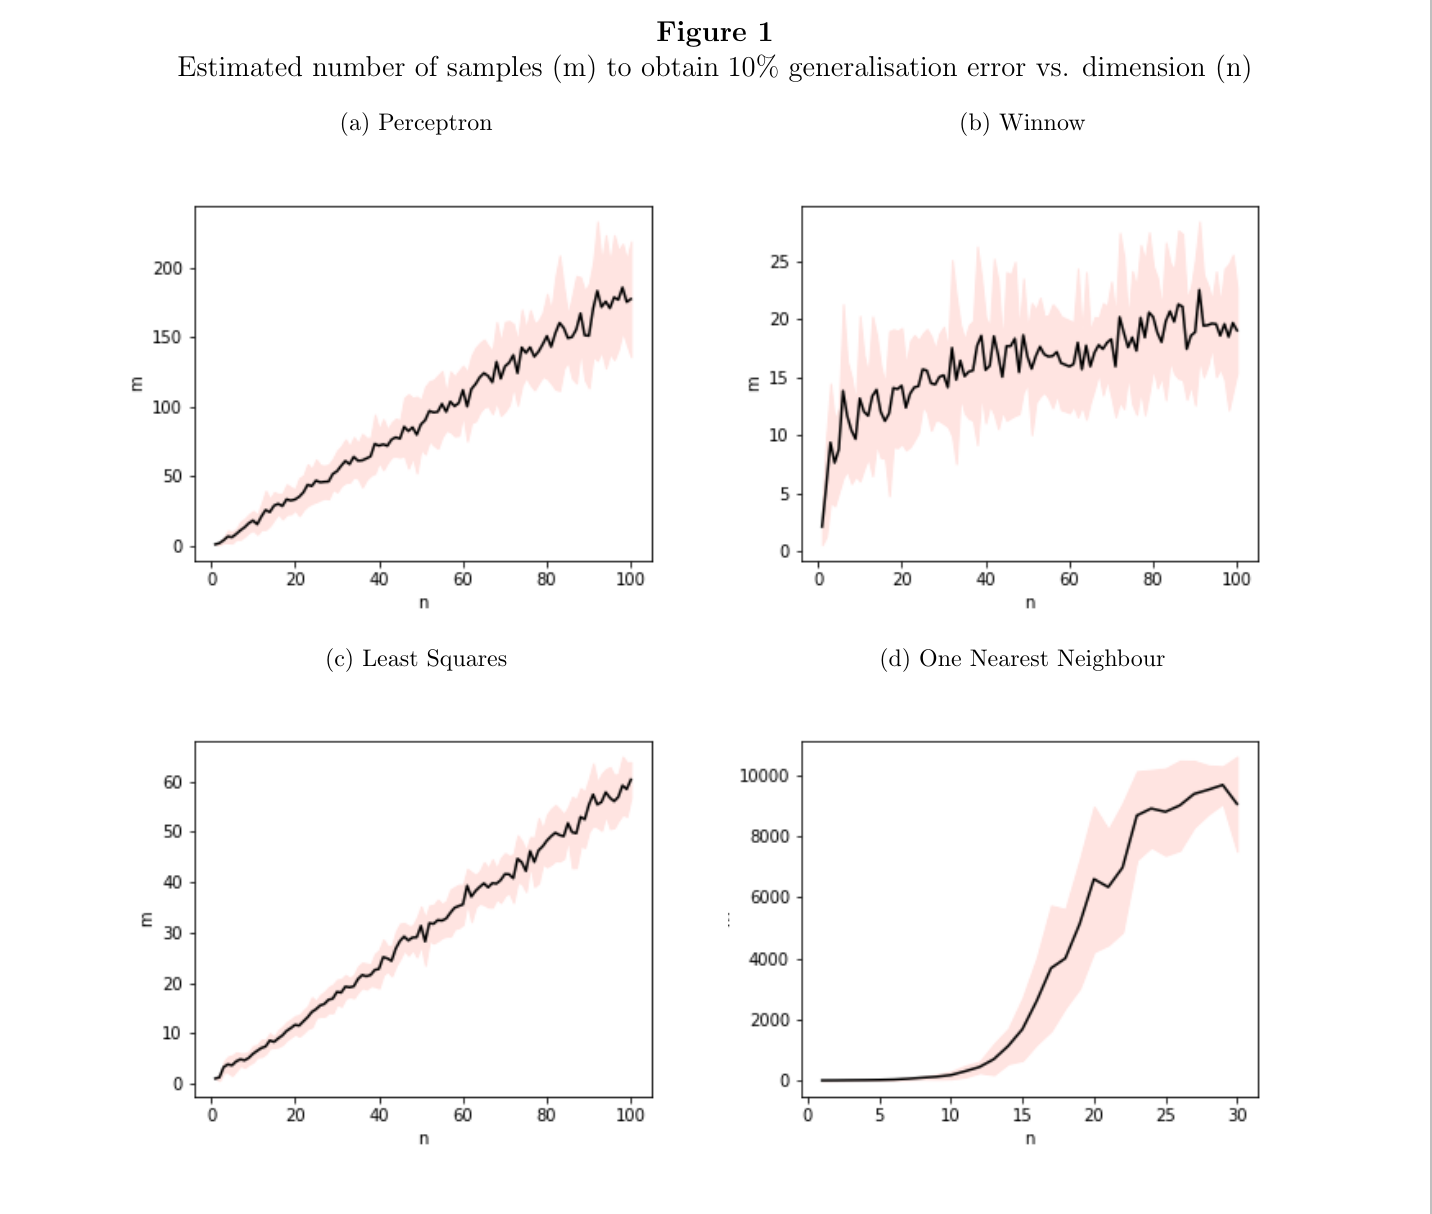 Figure 1
Estimated number of samples (m) to obtain 10% generalisation error vs. dimension (n)
(a) Perceptron
(b) Winnow
200
150
100
50
0
m
0 20 40 60 80 100
n
25
20
15
10
5
0
m
0 20 40 60 80 100
n
(c) Least Squares
(d) One Nearest Neighbour
60
50
40
30
20
10
0
m
0 20 40 60 80 100
n
10000
8000
6000
4000
2000
0
0 5 10 15 20 25 30
n